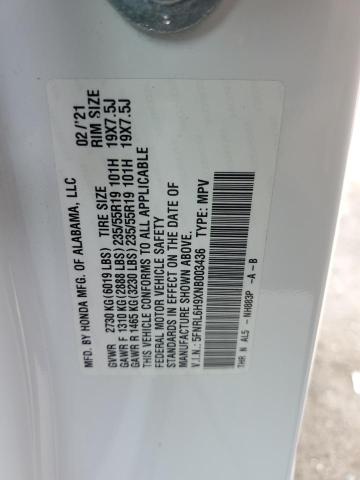 MFD. BY HONDA MFG. OF ALABAMA, LLC 02/'21
TIRE SIZE RIM SIZE
GVWR 2730 KG(6019 LBS)
GAWR F 1310 KG(2888 LBS) 235/55R19 101H 19X7.5J
GAWR R 1465 KG(3230 LBS) 235/55R19 101H 19X7.5J
THIS VEHICLE CONFORMS TO ALL APPLICABLE
FEDERAL MOTOR VEHICLE SAFETY
STANDARDS IN EFFECT ON THE DATE OF
MANUFACTURE SHOWN ABOVE.
V.I.N.: 5FNRL6H9XNB003436 TYPE: MPV
THR N AL5 - NH883P -A -B